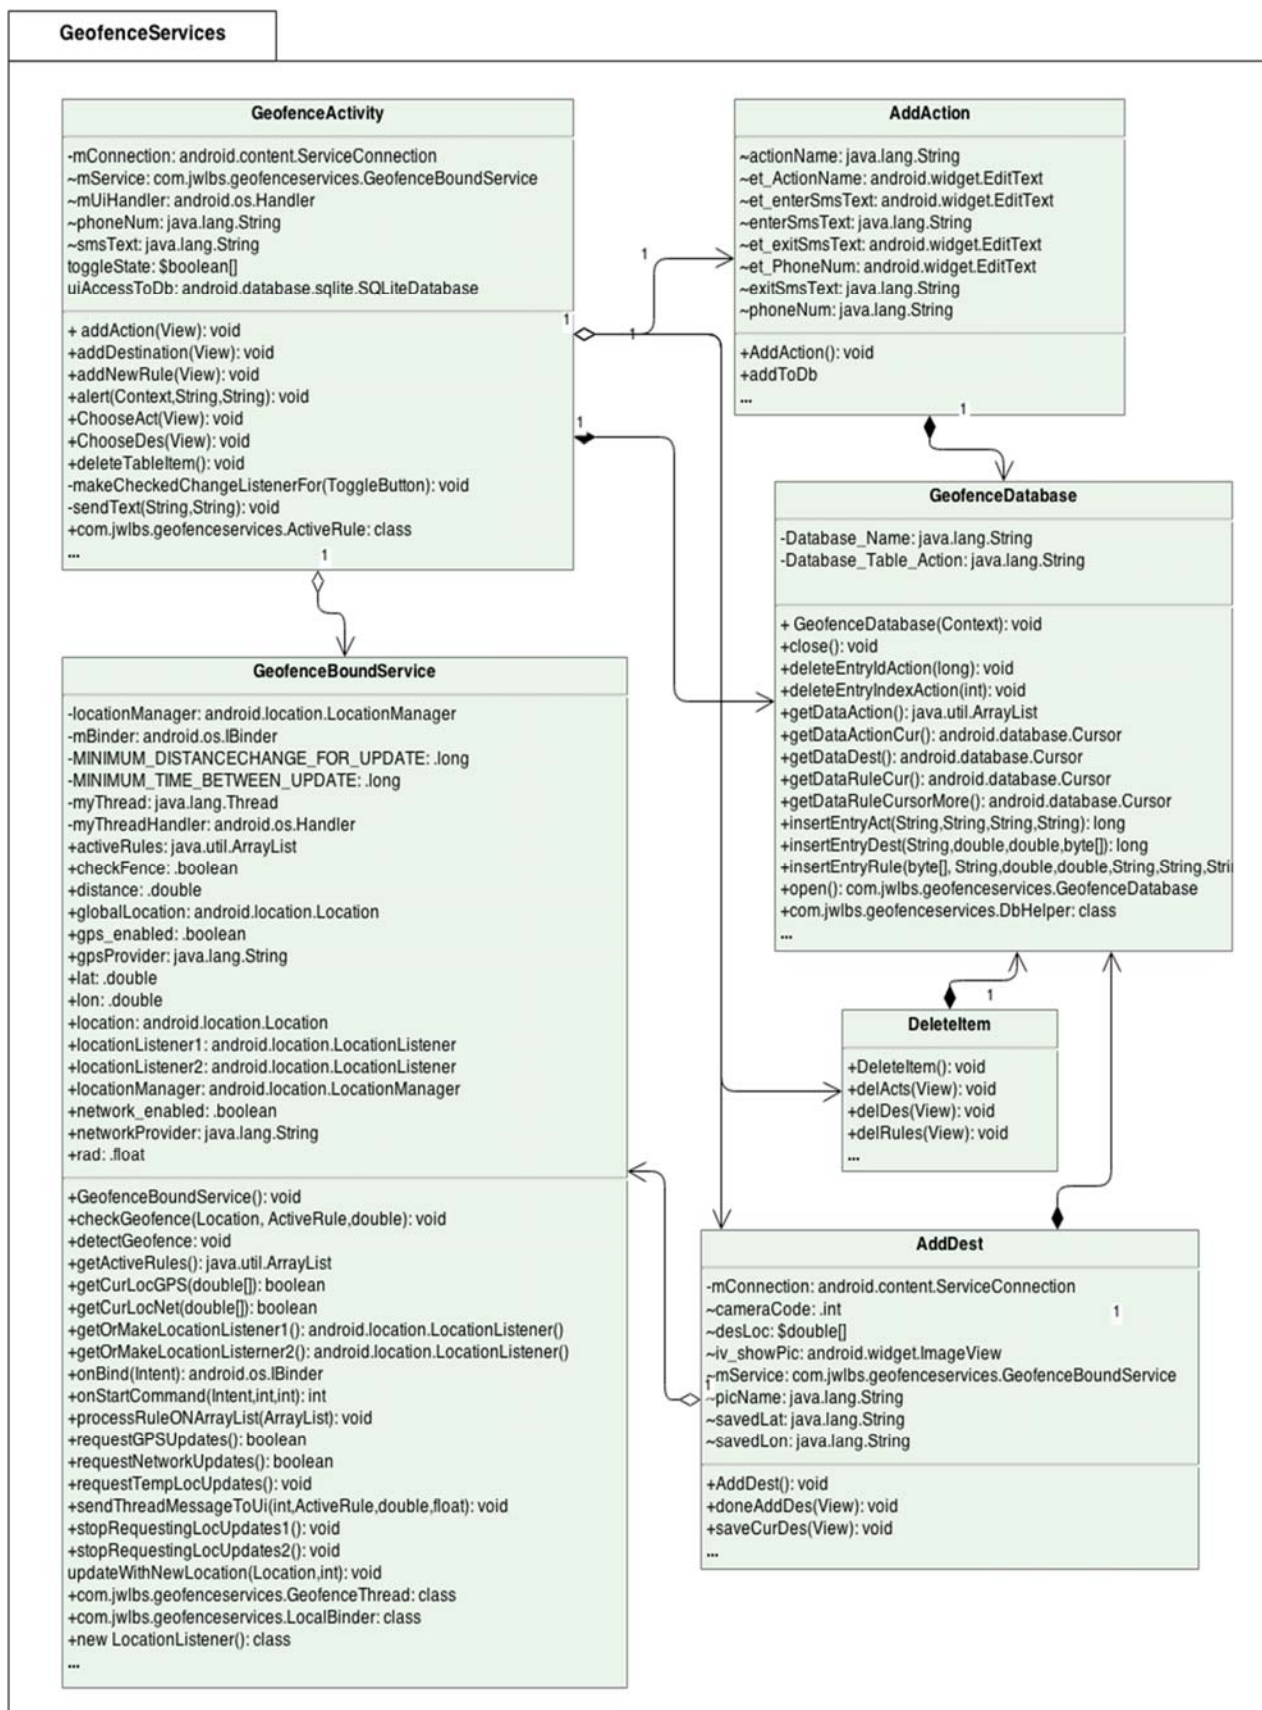 GeofenceServices
GeofenceActivity
-mConnection: android.content.ServiceConnection
~mService: com.jwlbs.geofenceservices.GeofenceBoundService
~mUiHandler: android.os.Handler
~phoneNum: java.lang.String
~smsText: java.lang.String
toggleState: $boolean[]
uiAccessToDb: android.database.sqlite.SQLiteDatabase
+ addAction(View): void
+addDestination(View): void
+addNewRule(View): void
+alert(Context,String,String): void
+ChooseAct(View): void
+ChooseDes(View): void
+deleteTableItem(): void
-makeCheckedChangeListenerFor(ToggleButton): void
-sendText(String,String): void
+com.jwlbs.geofenceservices.ActiveRule: class
...
1
1
1
1
1
AddAction
~actionName: java.lang.String
~et_ActionName: android.widget.EditText
~et_enterSmsText: android.widget.EditText
~enterSmsText: java.lang.String
~et_exitSmsText: android.widget.EditText
~et_PhoneNum: android.widget.EditText
~exitSmsText: java.lang.String
~phoneNum: java.lang.String
+AddAction(): void
+addToDb
...
1
GeofenceDatabase
-Database_Name: java.lang.String
-Database_Table_Action: java.lang.String
+ GeofenceDatabase(Context): void
+close(): void
+deleteEntryIdAction(long): void
+deleteEntryIndexAction(int): void
+getDataAction(): java.util.ArrayList
+getDataActionCur(): android.database.Cursor
+getDataDest(): android.database.Cursor
+getDataRuleCur(): android.database.Cursor
+getDataRuleCursorMore(): android.database.Cursor
+insertEntryAct(String,String,String,String): long
+insertEntryDest(String,double,double,byte[]): long
+insertEntryRule(byte[], String,double,double,String,String,Stri
+open(): com.jwlbs.geofenceservices.GeofenceDatabase
+com.jwlbs.geofenceservices.DbHelper: class
...
GeofenceBoundService
-locationManager: android.location.LocationManager
-mBinder: android.os.IBinder
-MINIMUM_DISTANCECHANGE_FOR_UPDATE: .long
-MINIMUM_TIME_BETWEEN_UPDATE: .long
-myThread: java.lang.Thread
-myThreadHandler: android.os.Handler
+activeRules: java.util.ArrayList
+checkFence: .boolean
+distance: .double
+globalLocation: android.location.Location
+gps_enabled: .boolean
+gpsProvider: java.lang.String
+lat: .double
+lon: .double
+location: android.location.Location
+locationListener1: android.location.LocationListener
+locationListener2: android.location.LocationListener
+locationManager: android.location.LocationManager
+network_enabled: .boolean
+networkProvider: java.lang.String
+rad: .float
+GeofenceBoundService(): void
+checkGeofence(Location, ActiveRule,double): void
+detectGeofence: void
+getActiveRules(): java.util.ArrayList
+getCurLocGPS(double[]): boolean
+getCurLocNet(double[]): boolean
+getOrMakeLocationListener1(): android.location.LocationListener()
+getOrMakeLocationListerner2(): android.location.LocationListener()
+onBind(Intent): android.os.IBinder
+onStartCommand(Intent,int,int): int
+processRuleONArrayList(ArrayList): void
+requestGPSUpdates(): boolean
+requestNetworkUpdates(): boolean
+requestTempLocUpdates(): void
+sendThreadMessageToUi(int,ActiveRule,double,float): void
+stopRequestingLocUpdates1(): void
+stopRequestingLocUpdates2(): void
updateWithNewLocation(Location,int): void
+com.jwlbs.geofenceservices.GeofenceThread: class
+com.jwlbs.geofenceservices.LocalBinder: class
+new LocationListener(): class
...
1
DeleteItem
+DeleteItem(): void
+delActs(View): void
+delDes(View): void
+delRules(View): void
...
AddDest
-mConnection: android.content.ServiceConnection
~cameraCode: .int
~desLoc: $double[]
~iv_showPic: android.widget.ImageView
~mService: com.jwlbs.geofenceservices.GeofenceBoundService
~picName: java.lang.String
~savedLat: java.lang.String
~savedLon: java.lang.String
1
1
+AddDest(): void
+doneAddDes(View): void
+saveCurDes(View): void
...